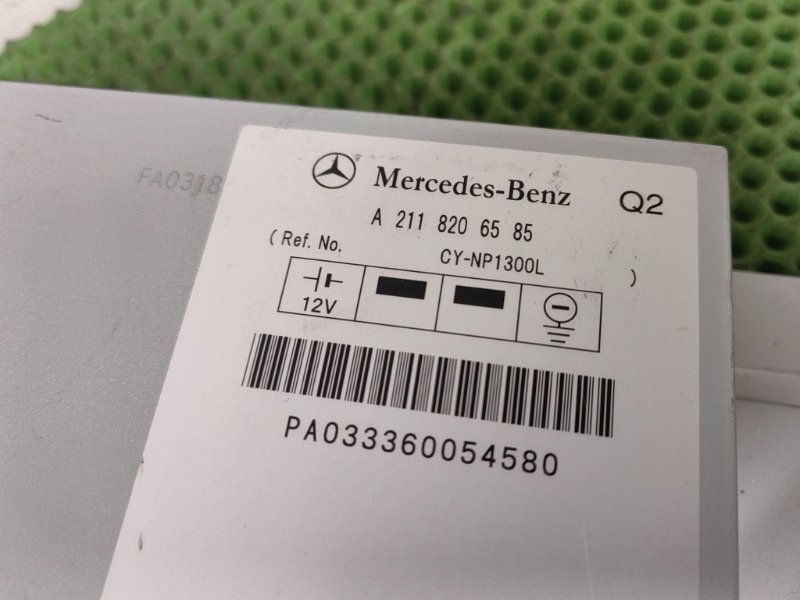 FA0318
Mercedes-Benz Q2
A 211 820 65 85
(Ref. No. CY-NP1300L )
12V
PA033360054580